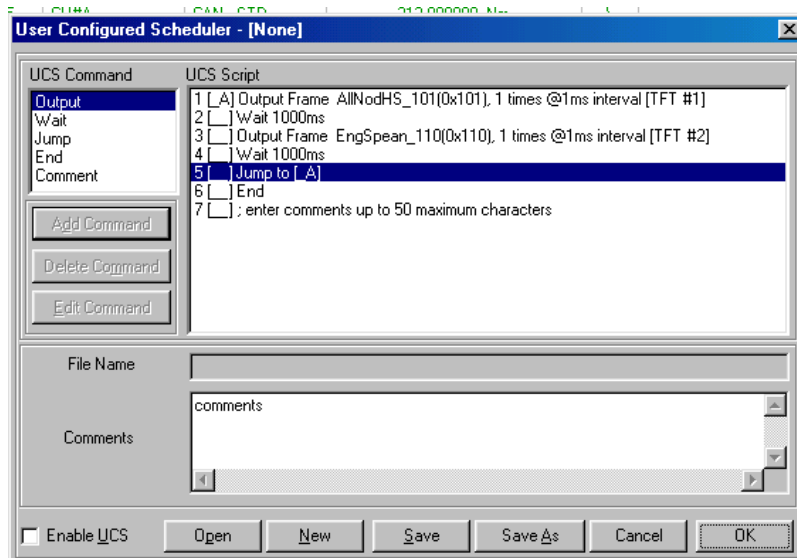 User Configured Scheduler - [None]
UCS Command
UCS Script
Output
Wait
Jump
End
Comment
1 [_A] Output Frame AllNodHS_101(0x101), 1 times @1ms interval [TFT #1]
2 [__] Wait 1000ms
3 [__] Output Frame EngSpean_110(0x110), 1 times @1ms interval [TFT #2]
4 [__] Wait 1000ms
5 [__] Jump to [_A]
6 [__] End
7 [__] ; enter comments up to 50 maximum characters
Add Command
Delete Command
Edit Command
File Name
Comments
comments
Enable UCS
Open
New
Save
Save As
Cancel
OK